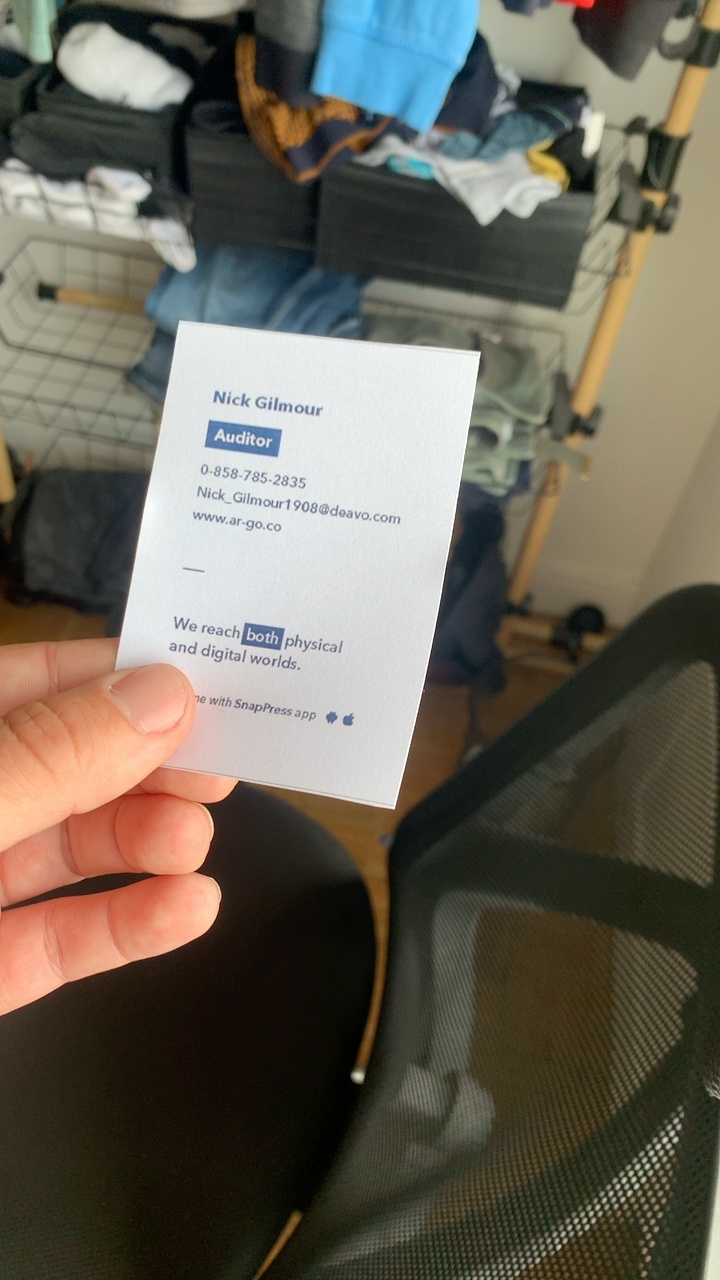 Nick Gilmour
Auditor
0-858-785-2835
Nick_Gilmour1908@deavo.com
www.ar-go.co
—
We reach both physical
and digital worlds.
with SnapPress app